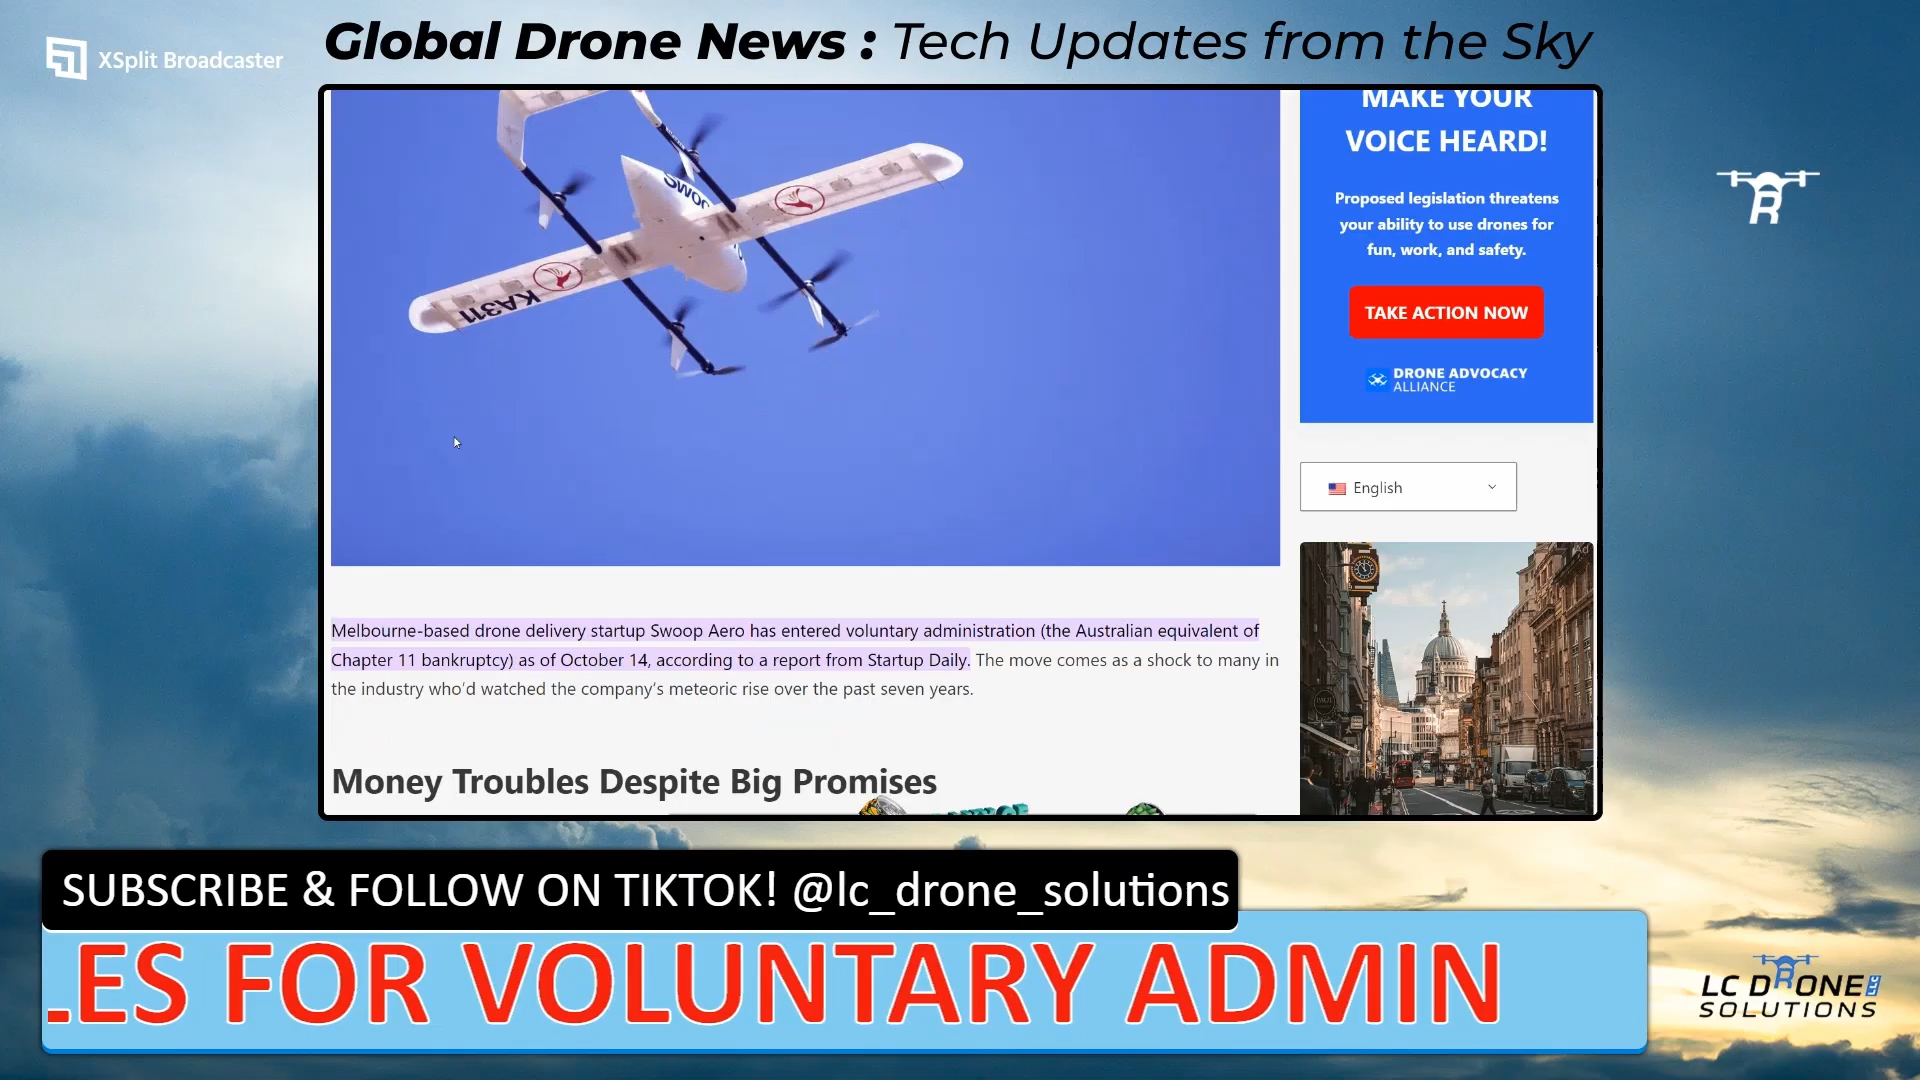 XSplit Broadcaster
Global Drone News : Tech Updates from the Sky
KA311
MAKE YOUR
VOICE HEARD!
Proposed legislation threatens
your ability to use drones for
fun, work, and safety.
TAKE ACTION NOW
DRONE ADVOCACY
ALLIANCE
English
Ad
Melbourne-based drone delivery startup Swoop Aero has entered voluntary administration (the Australian equivalent of
Chapter 11 bankruptcy) as of October 14, according to a report from Startup Daily. The move comes as a shock to many in
the industry who'd watched the company's meteoric rise over the past seven years.
Money Troubles Despite Big Promises
SUBSCRIBE & FOLLOW ON TIKTOK! @lc_drone_solutions
LES FOR VOLUNTARY ADMIN
LC DRONE LLC
SOLUTIONS